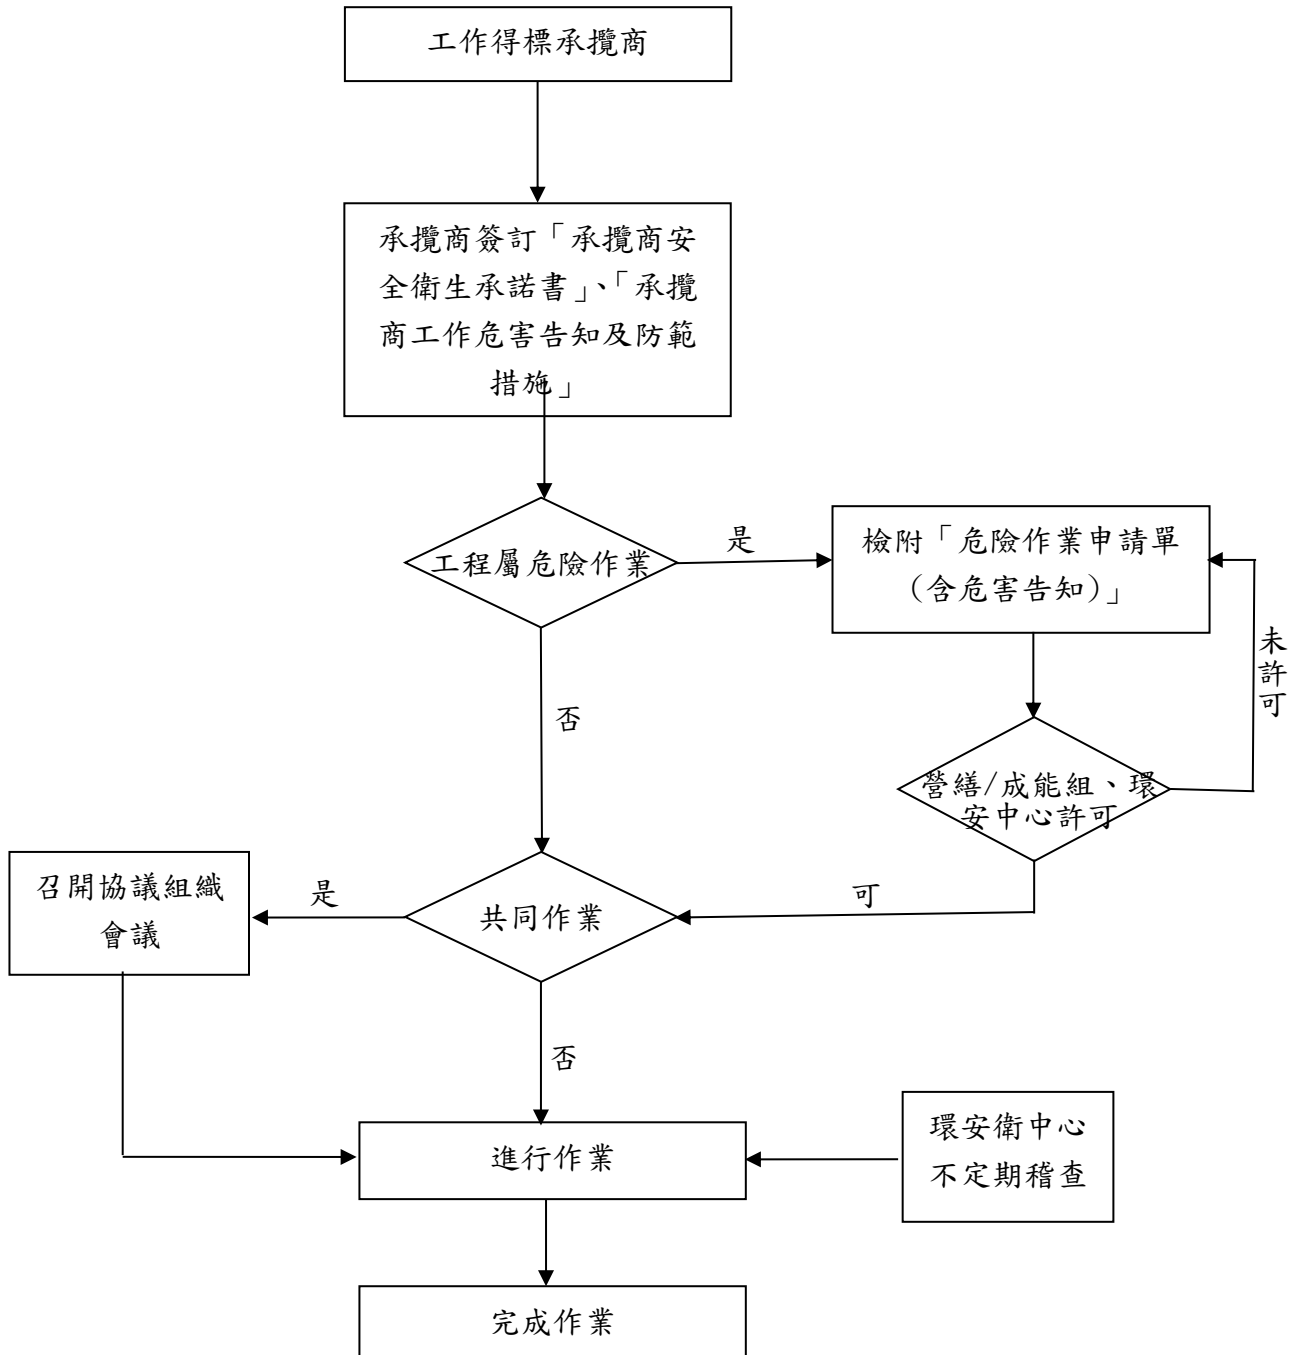 工作得標承攬商
承攬商簽訂「承攬商安
全衛生承諾書」、「承攬
商工作危害告知及防範
措施」
工程屬危險作業
是
檢附「危險作業申請單
（含危害告知）」
未
許
可
否
營繕/成能組、環
安中心許可
召開協議組織
會議
是
共同作業
可
否
環安衛中心
不定期稽查
進行作業
完成作業